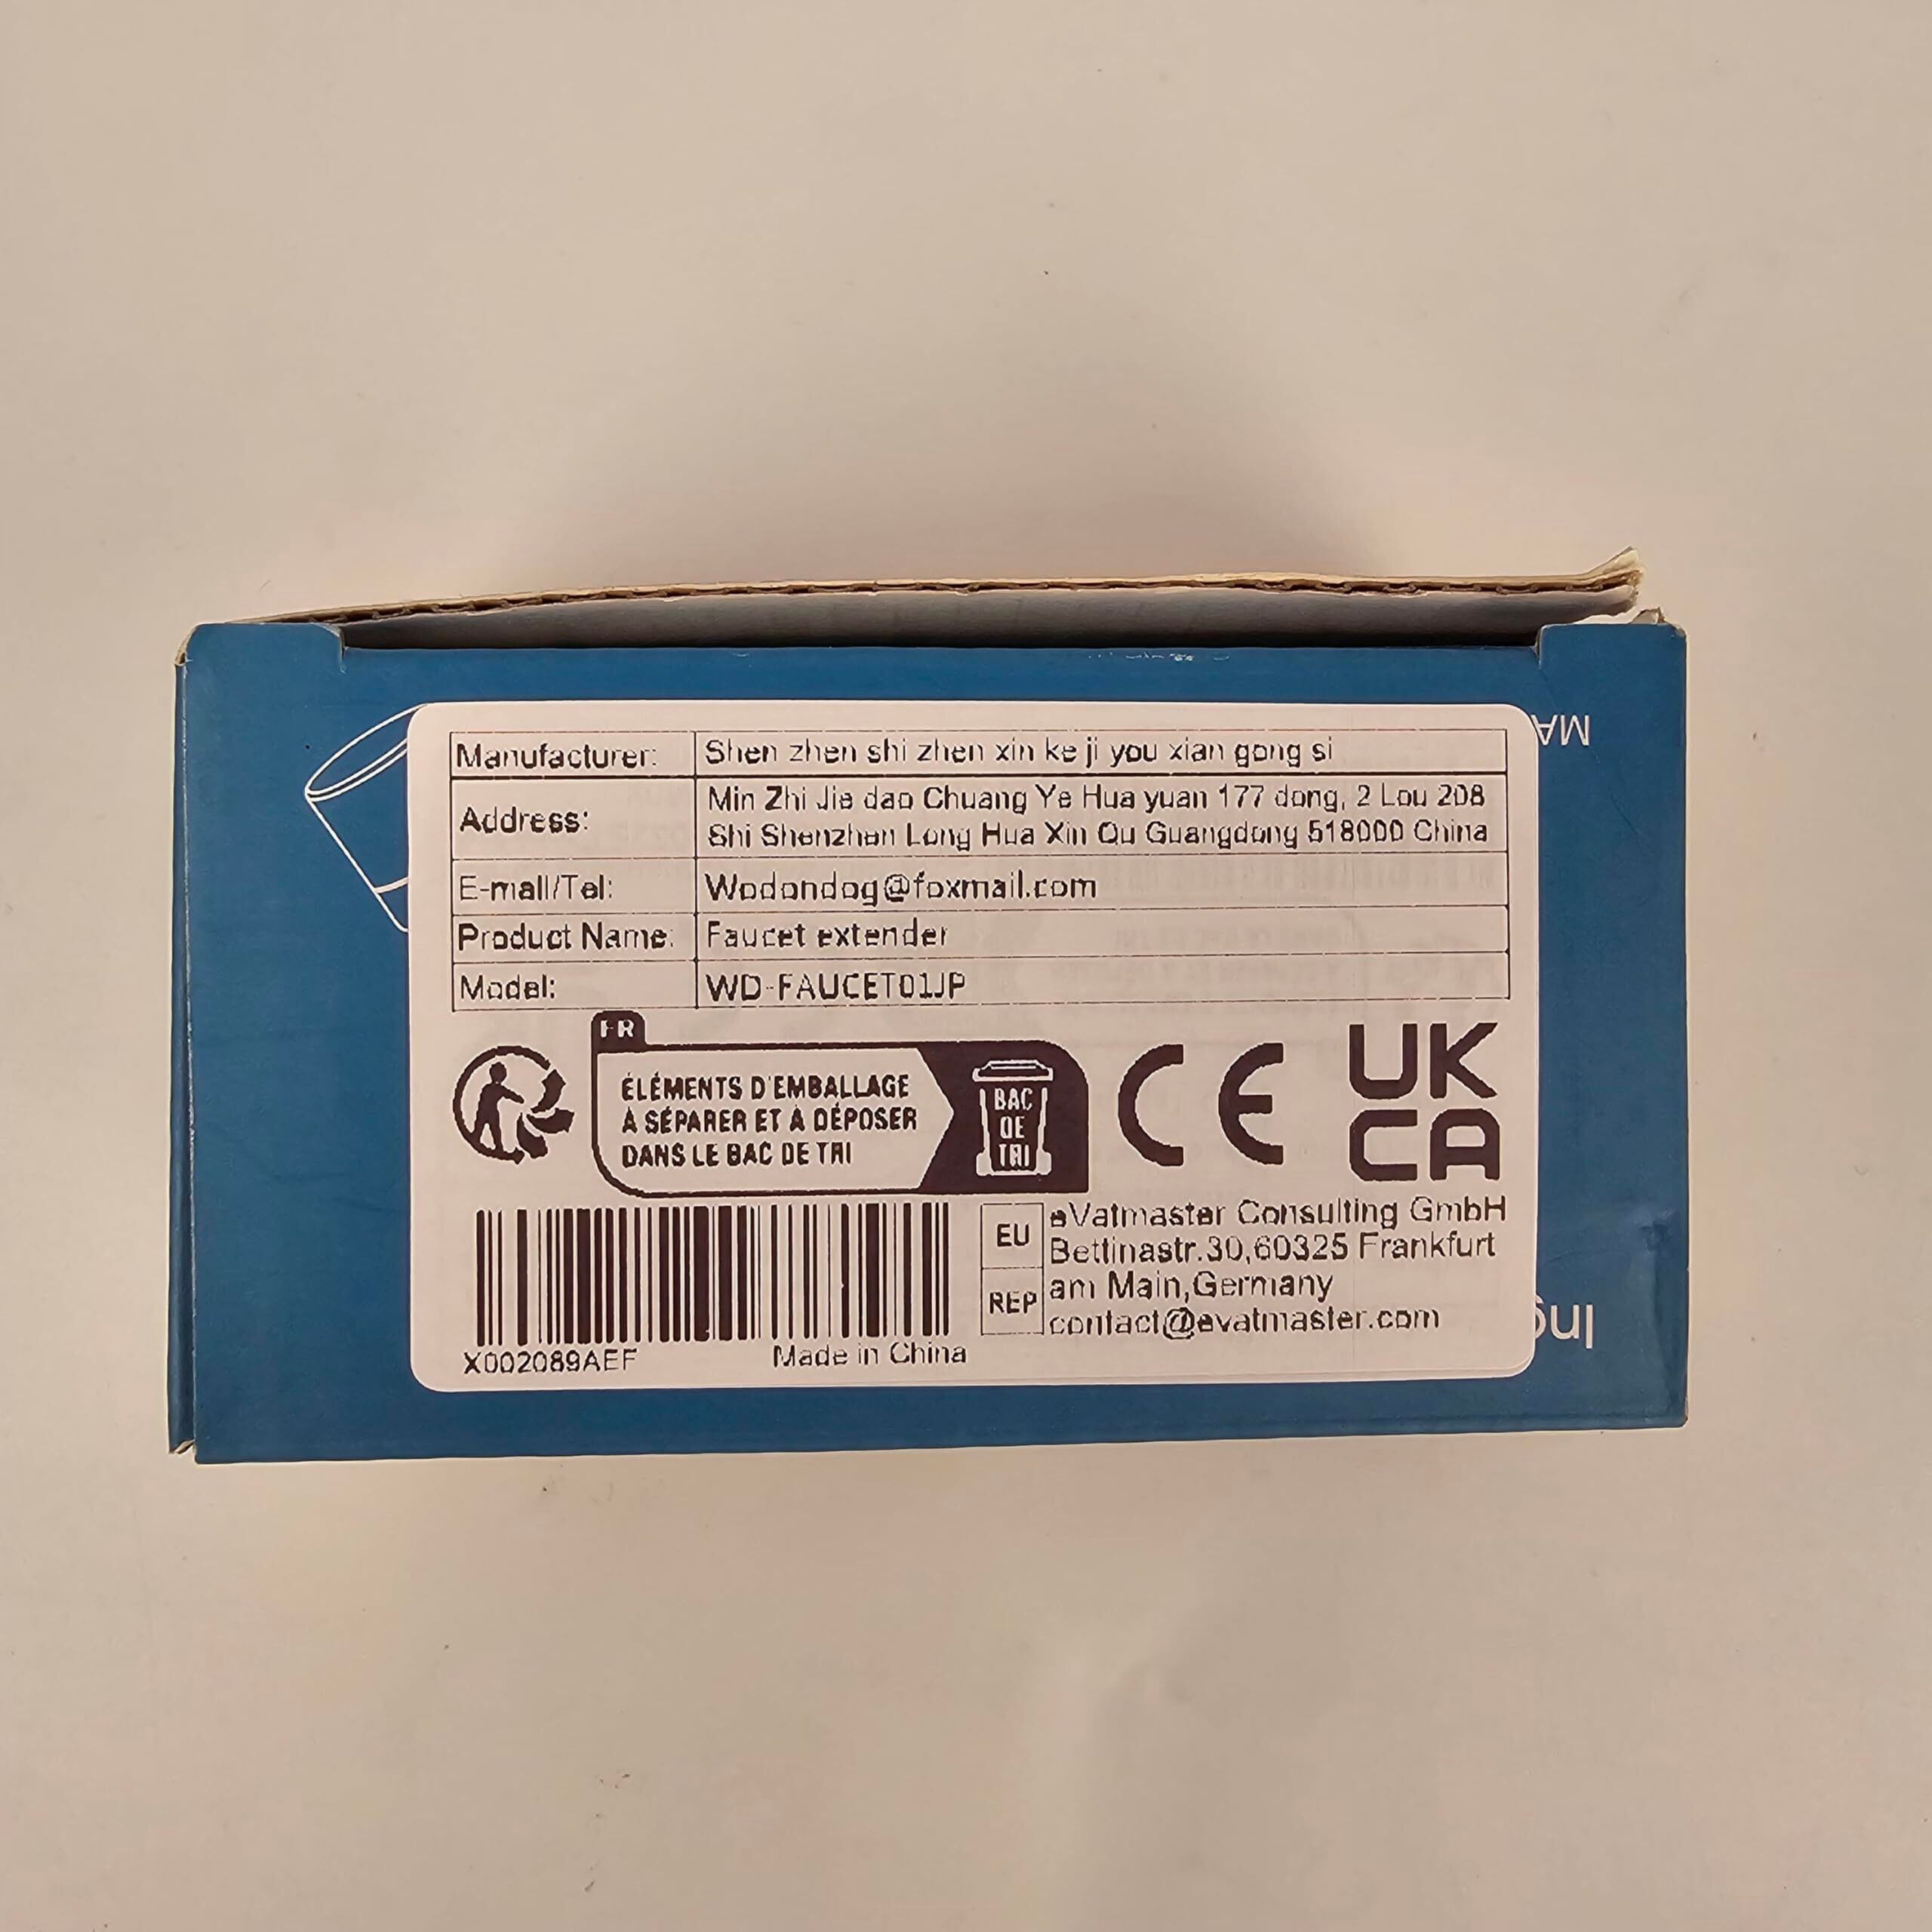 Manufacturer: Shen zhen shi zhen xin ke ji you xian gong si
Address: Min Zhi Jie dao Chuang Ye Hua yuan 177 dong, 2 Lou 208
Shi Shenzhen Long Hua Xin Qu Guangdong 518000 China
E-mail/Tel: Wodondog@foxmail.com
Product Name: Faucet extender
Model: WD-FAUCET01JP
FR
ÉLÉMENTS D'EMBALLAGE
À SÉPARER ET À DÉPOSER
DANS LE BAC DE TRI
BAC
DE
TRI
CE
UK
CA
X002089AEF
Made in China
EU
REP
eVatmaster Consulting GmbH
Bettinastr.30,60325 Frankfurt
am Main,Germany
contact@evatmaster.com
MA
Ing